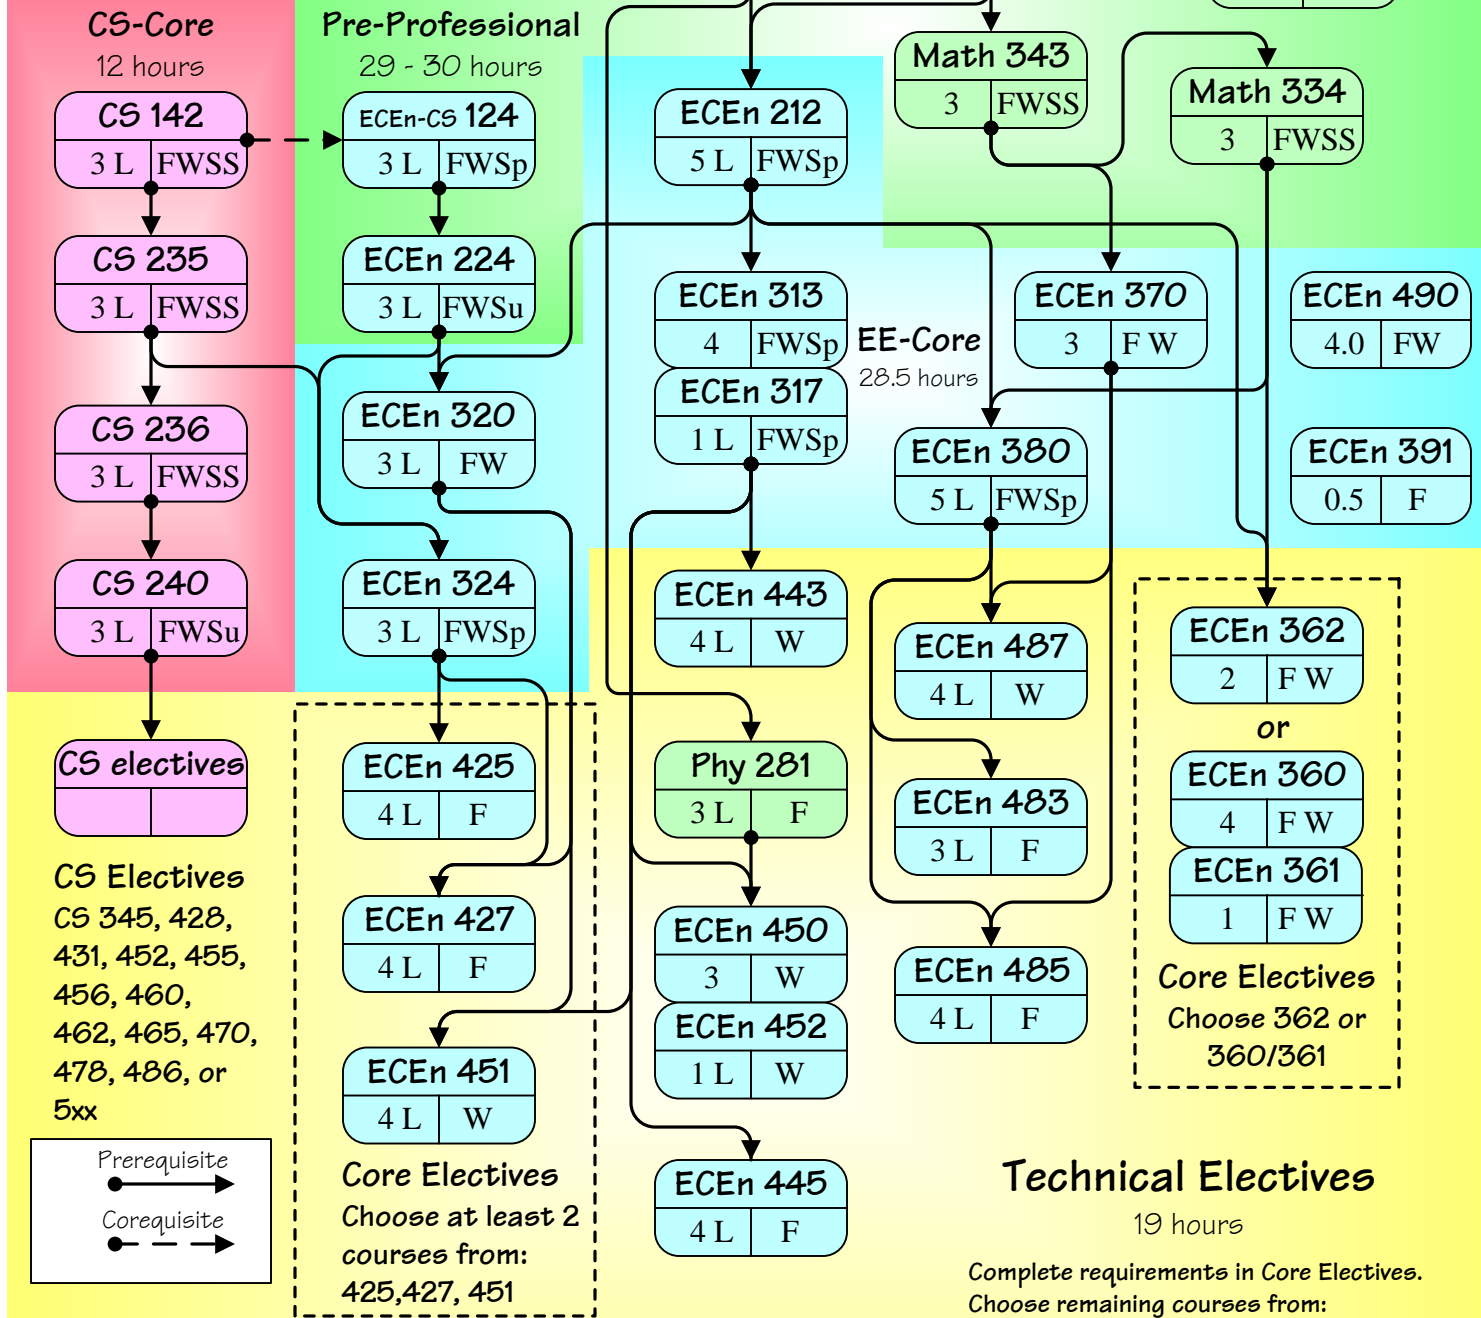 CS-Core
12 hours
CS 142
3 L FWSS
CS 235
3 L FWSS
CS 236
3 L FWSS
CS 240
3 L FWSu
CS electives
CS Electives
CS 345, 428,
431, 452, 455,
456, 460,
462, 465, 470,
478, 486, or
5xx
Prerequisite
Corequisite
Pre-Professional
29 - 30 hours
ECEn-CS 124
3 L FWSp
ECEn 224
3 L FWSu
ECEn 320
3 L FW
ECEn 324
3 L FWSp
ECEn 425
4 L F
ECEn 427
4 L F
ECEn 451
4 L W
Core Electives
Choose at least 2
courses from:
425,427, 451
ECEn 212
5 L FWSp
ECEn 313
4 FWSp
ECEn 317
1 L FWSp
EE-Core
28.5 hours
ECEn 443
4 L W
Phy 281
3 L F
ECEn 450
3 W
ECEn 452
1 L W
ECEn 445
4 L F
Math 343
3 FWSS
Math 334
3 FWSS
ECEn 370
3 F W
ECEn 490
4.0 FW
ECEn 380
5 L FWSp
ECEn 391
0.5 F
ECEn 487
4 L W
ECEn 483
3 L F
ECEn 485
4 L F
ECEn 362
2 F W
or
ECEn 360
4 F W
ECEn 361
1 F W
Core Electives
Choose 362 or
360/361
Technical Electives
19 hours
Complete requirements in Core Electives.
Choose remaining courses from: